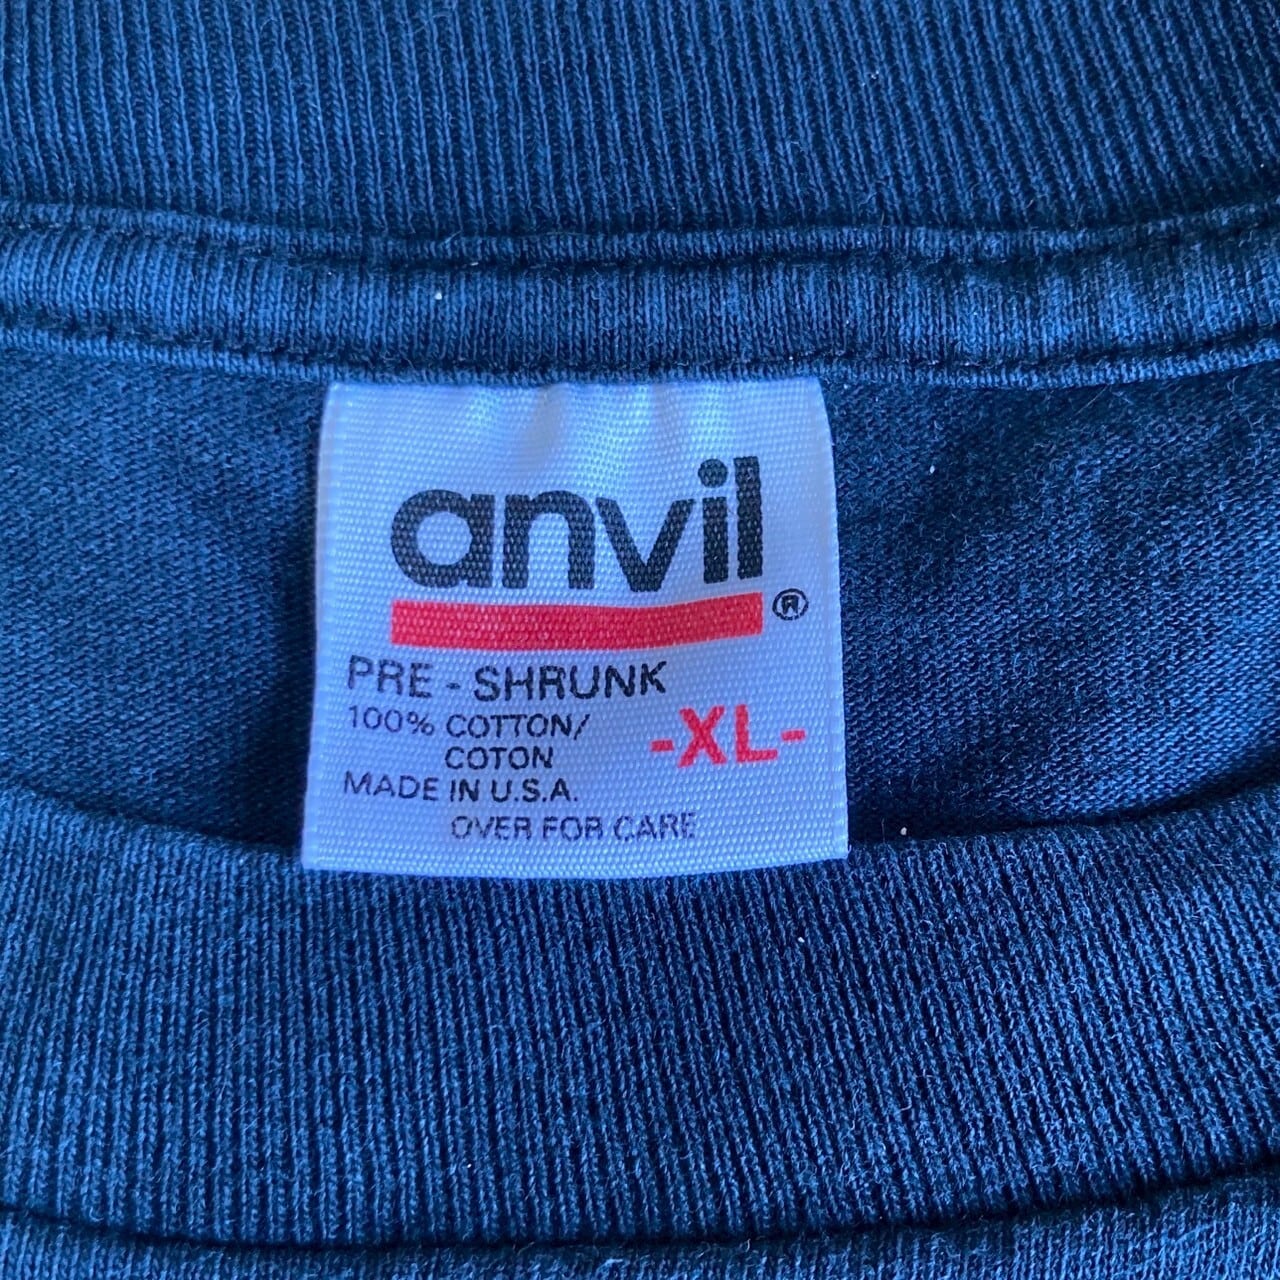 anvil®
PRE - SHRUNK
100% COTTON/
COTON
-XL-
MADE IN U.S.A.
OVER FOR CARE